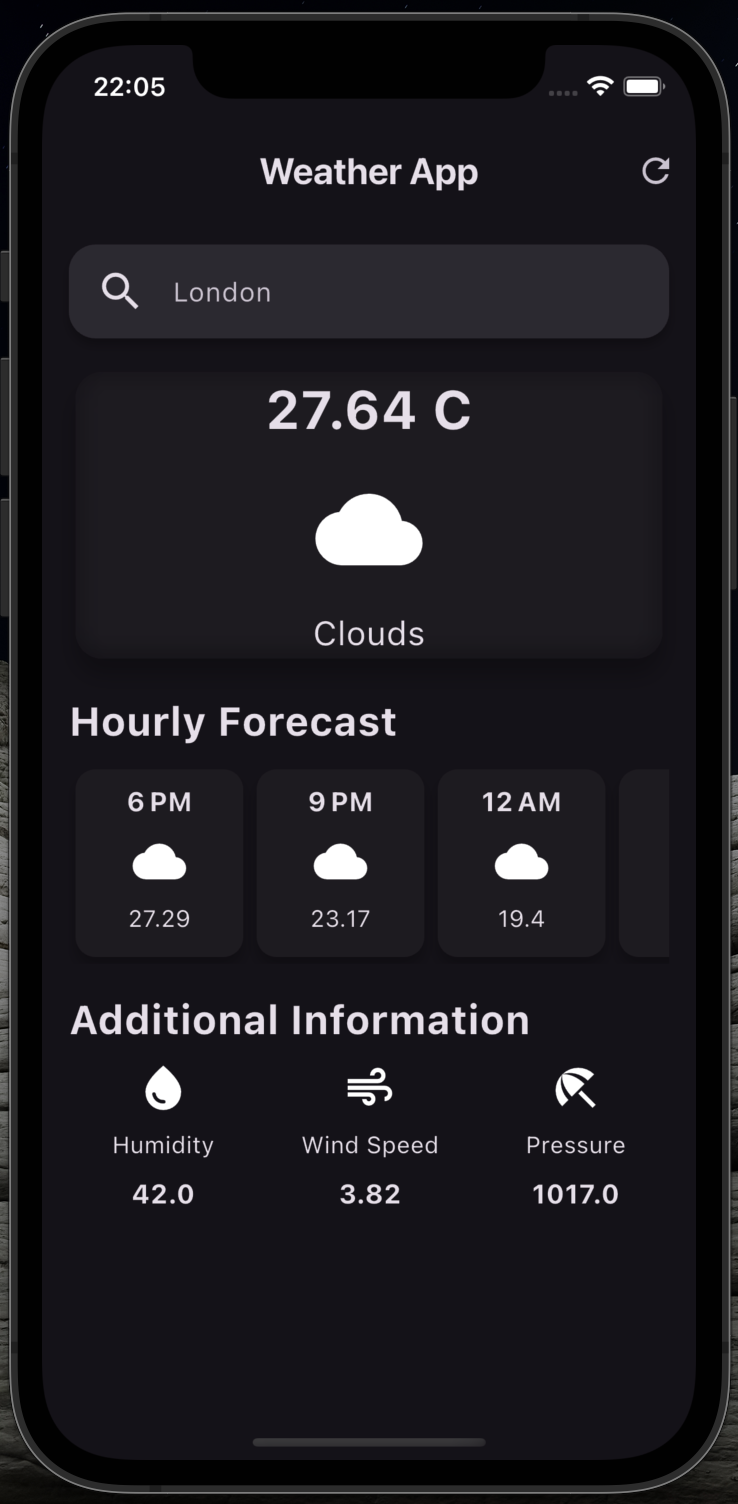 22:05
Weather App
London
27.64 C
Clouds
Hourly Forecast
6 PM 9 PM 12 AM
27.29 23.17 19.4
Additional Information
Humidity Wind Speed Pressure
42.0 3.82 1017.0